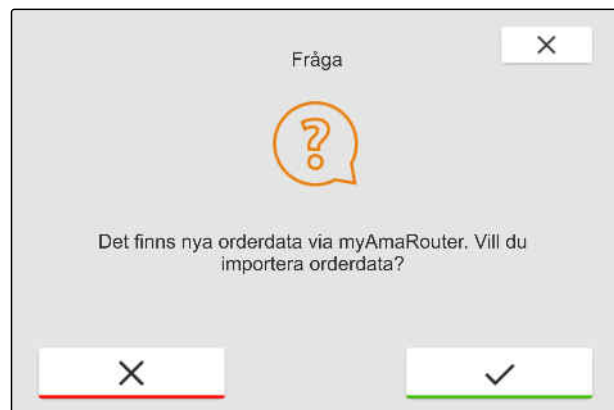 Fråga
Det finns nya orderdata via myAmaRouter. Vill du
importera orderdata?